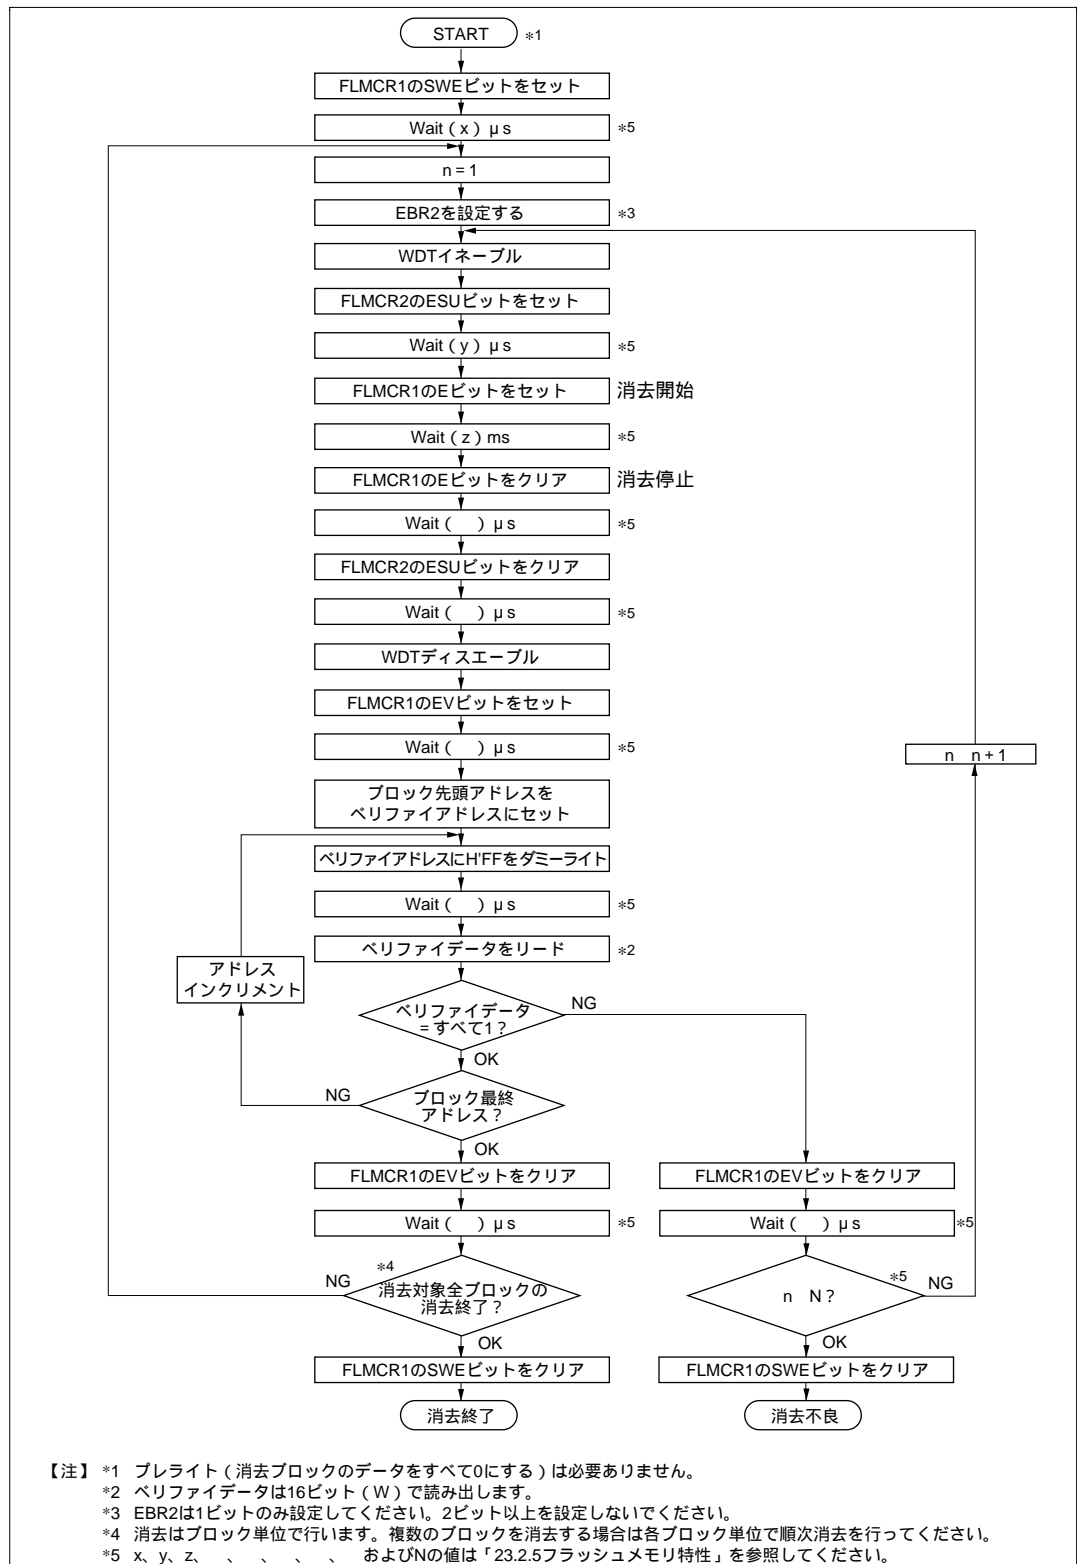 START *1
FLMCR1のSWEビットをセット
Wait（x）μs *5
n = 1
EBR2を設定する *3
WDTイネーブル
FLMCR2のESUビットをセット
Wait（y）μs *5
FLMCR1のEビットをセット 消去開始
Wait（z）ms *5
FLMCR1のEビットをクリア 消去停止
Wait（　）μs *5
FLMCR2のESUビットをクリア
Wait（　）μs *5
WDTディスエーブル
FLMCR1のEVビットをセット
Wait（　）μs *5
n　n + 1
ブロック先頭アドレスを
ベリファイアドレスにセット
ベリファイアドレスにH'FFをダミーライト
Wait（　）μs *5
ベリファイデータをリード *2
アドレス
インクリメント
ベリファイデータ
= すべて1？
NG
OK
ブロック最終
アドレス？
NG
OK
FLMCR1のEVビットをクリア
Wait（　）μs *5
*4
消去対象全ブロックの
消去終了？
NG
OK
FLMCR1のSWEビットをクリア
消去終了
FLMCR1のEVビットをクリア
Wait（　）μs *5
*5
n　N？
NG
OK
FLMCR1のSWEビットをクリア
消去不良
【注】 *1 プレライト（消去ブロックのデータをすべて0にする）は必要ありません。
*2 ベリファイデータは16ビット（W）で読み出します。
*3 EBR2は1ビットのみ設定してください。2ビット以上を設定しないでください。
*4 消去はブロック単位で行います。複数のブロックを消去する場合は各ブロック単位で順次消去を行ってください。
*5 x、y、z、　、　、　、　、　およびNの値は「23.2.5フラッシュメモリ特性」を参照してください。